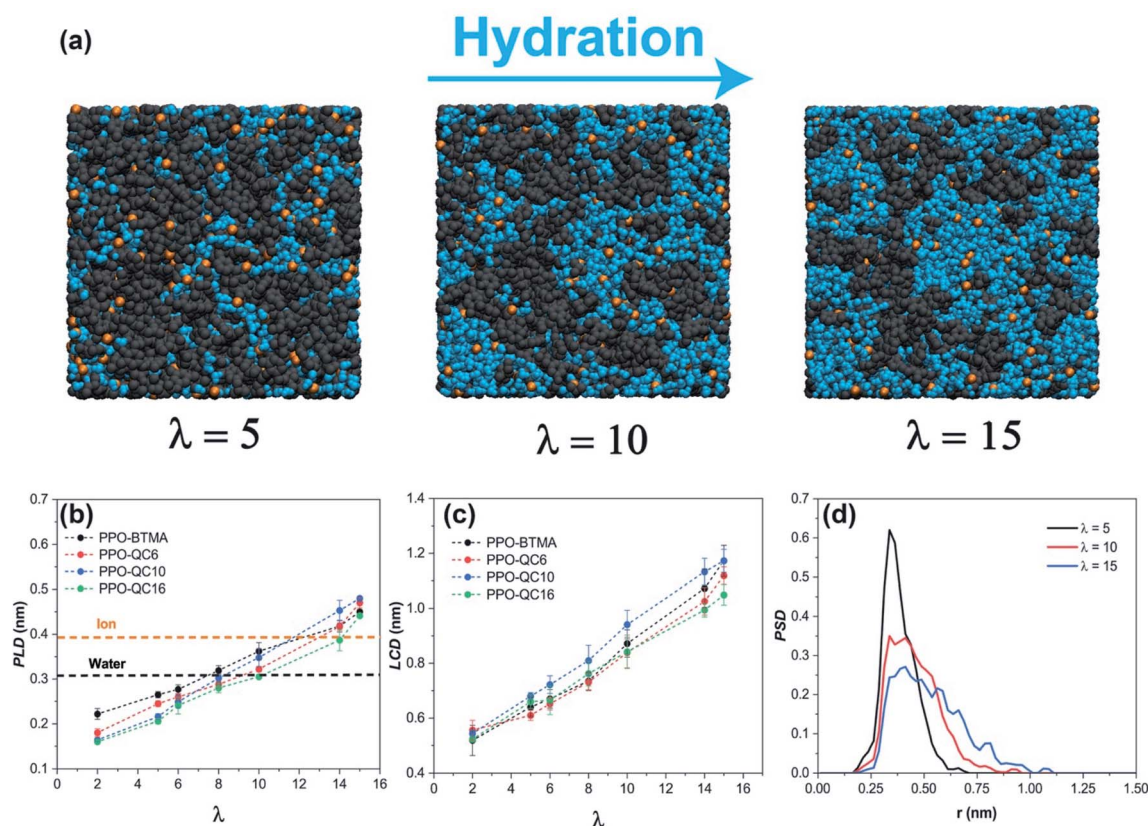 (a)
Hydration
λ = 5
λ = 10
λ = 15
(b)
PPO-BTMA
PPO-QC6
PPO-QC10
PPO-QC16
Ion
Water
PLD (nm)
0.7
0.6
0.5
0.4
0.3
0.2
0.1
0 2 4 6 8 10 12 14 16
λ
(c)
PPO-BTMA
PPO-QC6
PPO-QC10
PPO-QC16
LCD (nm)
1.4
1.2
1.0
0.8
0.6
0.4
0 2 4 6 8 10 12 14 16
λ
(d)
λ = 5
λ = 10
λ = 15
PSD
0.7
0.6
0.5
0.4
0.3
0.2
0.1
0.0
0.00 0.25 0.50 0.75 1.00 1.25 1.50
r (nm)